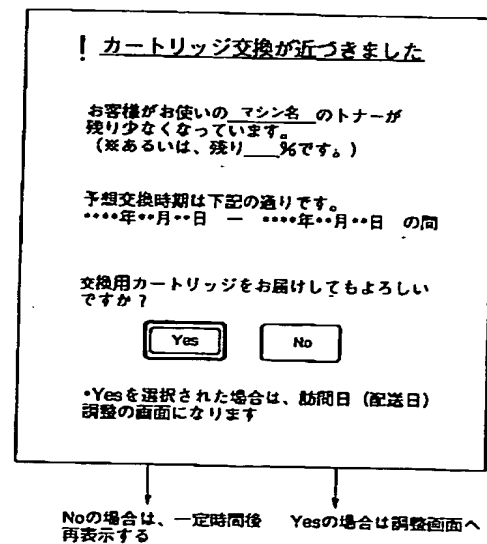 ! カートリッジ交換が近づきました
お客様がお使いの マシン名 のトナーが
残り少なくなっています。
(※あるいは、残り___%です。)
予想交換時期は下記の通りです。
••••年••月••日 — ••••年••月••日 の間
交換用カートリッジをお届けしてもよろしい
ですか?
Yes No
•Yesを選択された場合は、訪問日(配送日)
調整の画面になります
Noの場合は、一定時間後 Yesの場合は調整画面へ
再表示する